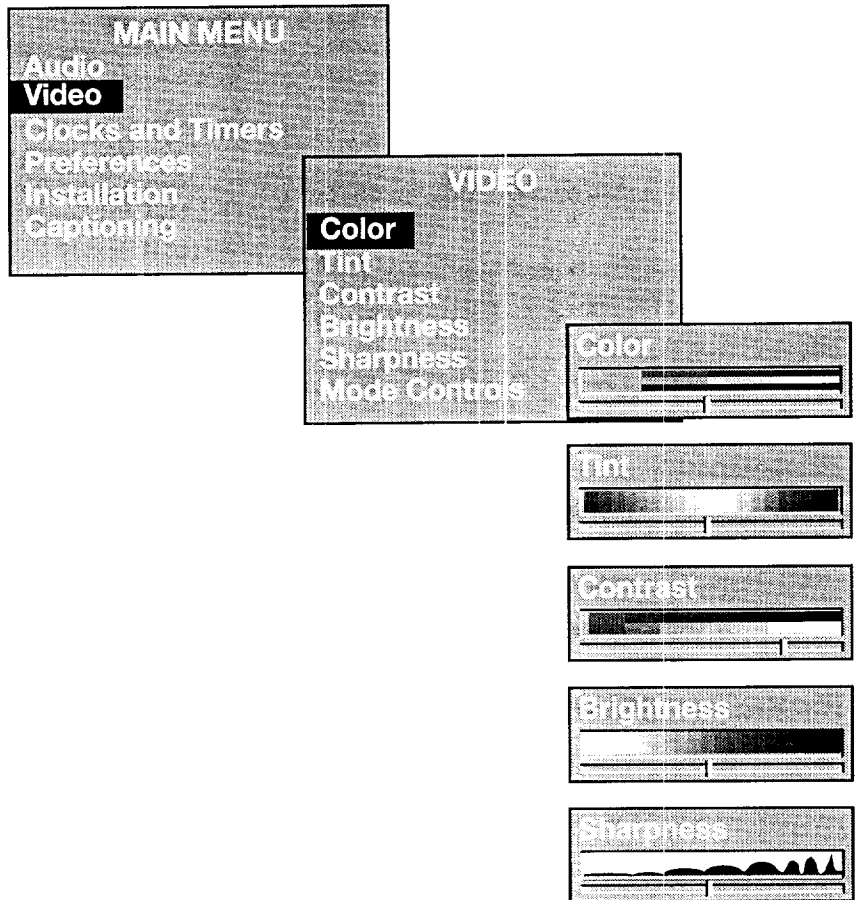 MAIN MENU
Audio
Video
Clocks and Timers
Preferences
Installation
Captioning
VIDEO
Color
Tint
Contrast
Brightness
Sharpness
Mode Controls
Color
Tint
Contrast
Brightness
Sharpness